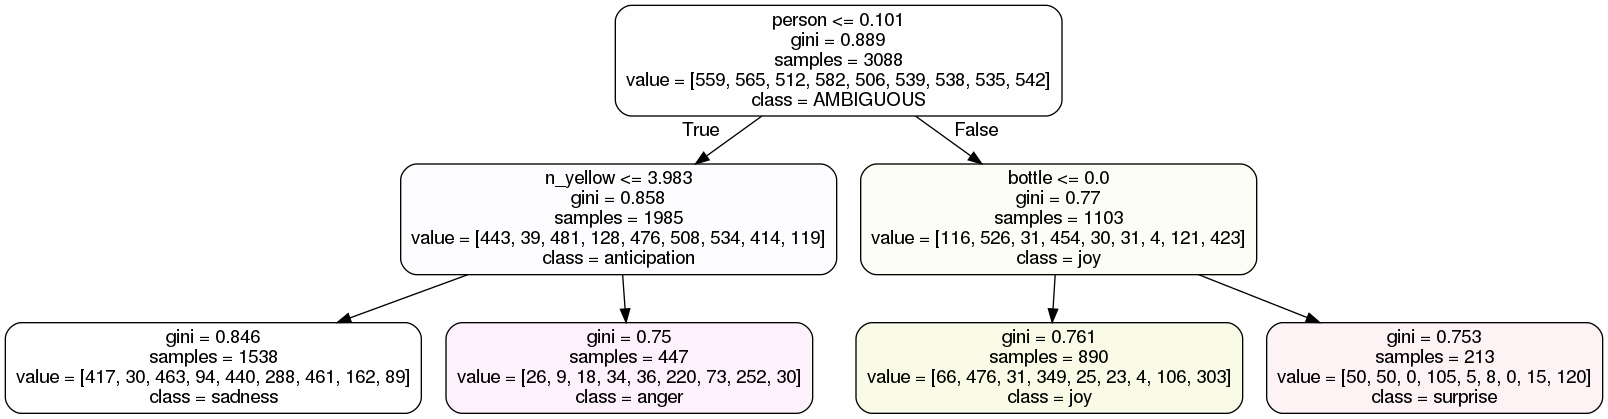 person <= 0.101
gini = 0.889
samples = 3088
value = [559, 565, 512, 582, 506, 539, 538, 535, 542]
class = AMBIGUOUS
True
False
n_yellow <= 3.983
gini = 0.858
samples = 1985
value = [443, 39, 481, 128, 476, 508, 534, 414, 119]
class = anticipation
bottle <= 0.0
gini = 0.77
samples = 1103
value = [116, 526, 31, 454, 30, 31, 4, 121, 423]
class = joy
gini = 0.846
samples = 1538
value = [417, 30, 463, 94, 440, 288, 461, 162, 89]
class = sadness
gini = 0.75
samples = 447
value = [26, 9, 18, 34, 36, 220, 73, 252, 30]
class = anger
gini = 0.761
samples = 890
value = [66, 476, 31, 349, 25, 23, 4, 106, 303]
class = joy
gini = 0.753
samples = 213
value = [50, 50, 0, 105, 5, 8, 0, 15, 120]
class = surprise